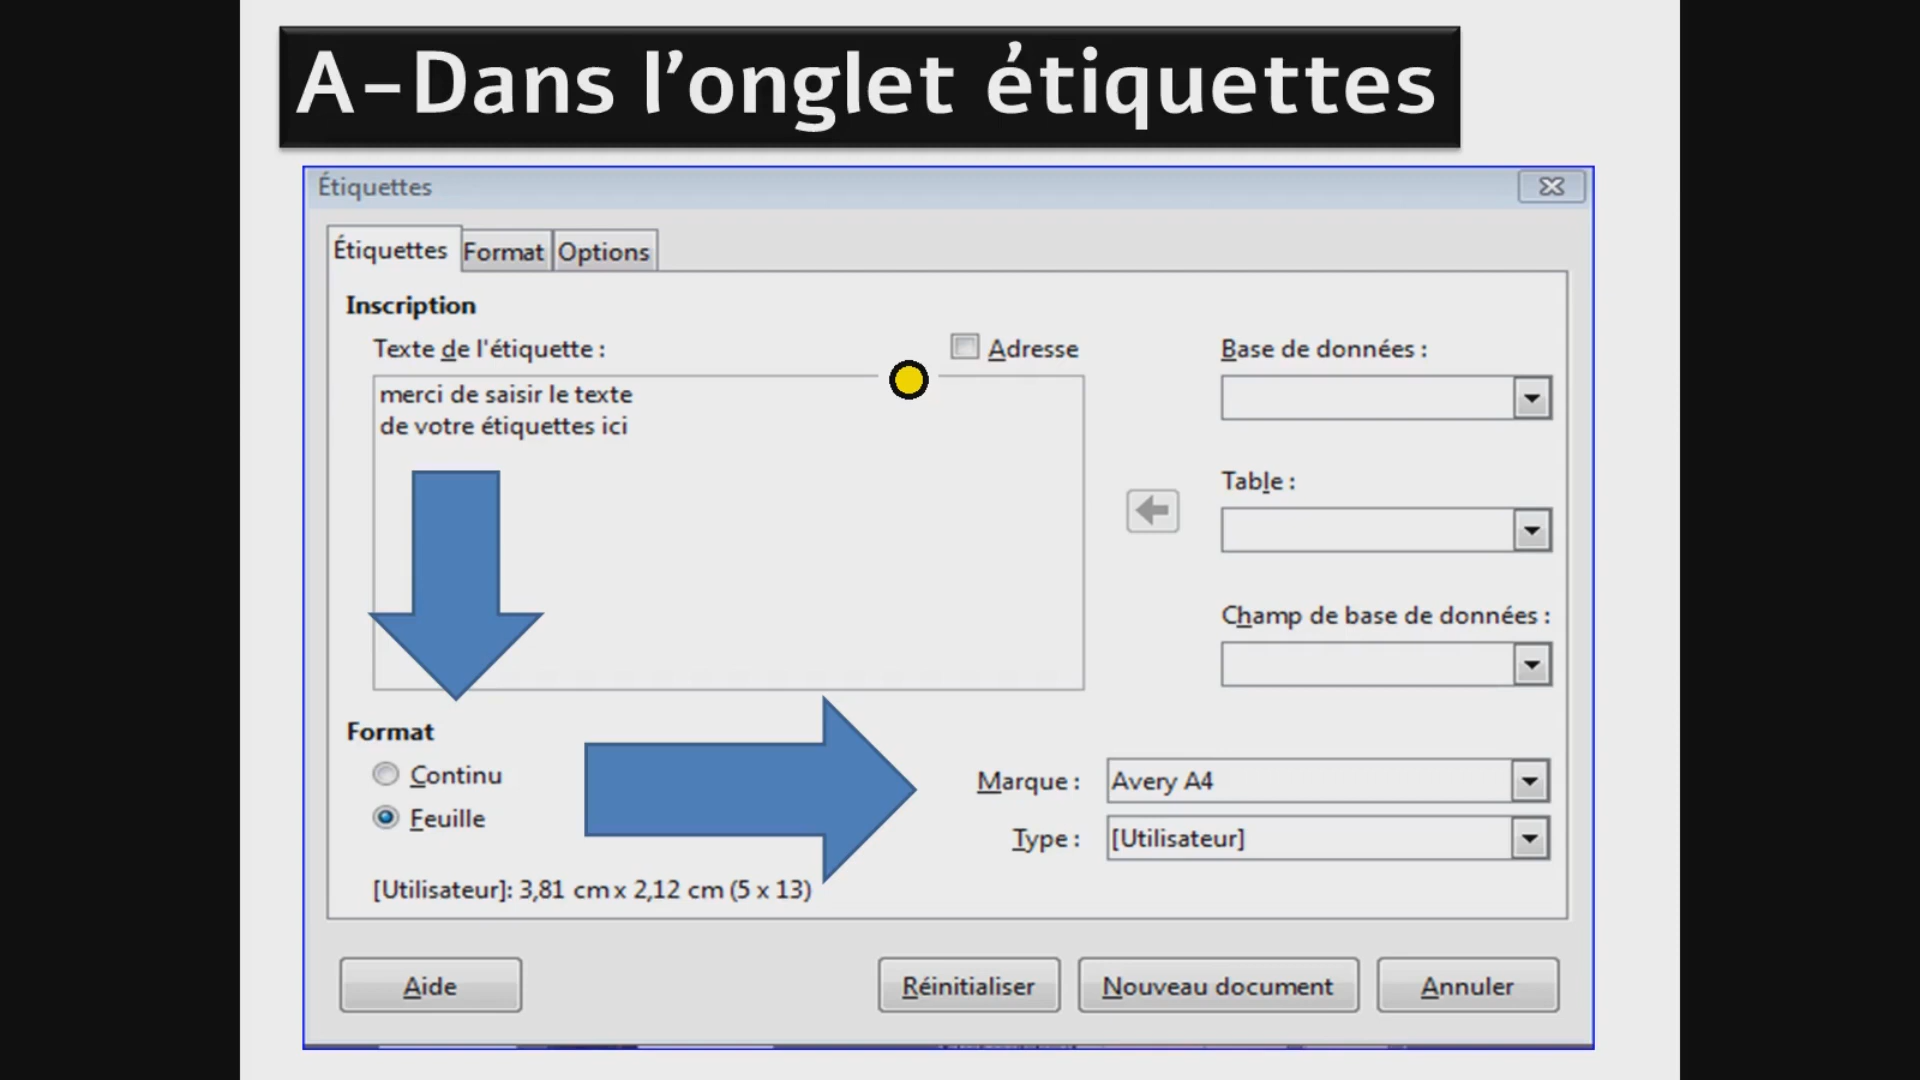 A-Dans l'onglet étiquettes
Étiquettes
Étiquettes Format Options
Inscription
Texte de l'étiquette :
Adresse
merci de saisir le texte
de votre étiquettes ici
Base de données :
Table :
Champ de base de données :
Format
Continu
Feuille
Marque : Avery A4
Type : [Utilisateur]
[Utilisateur]: 3,81 cm x 2,12 cm (5 x 13)
Aide Réinitialiser Nouveau document Annuler